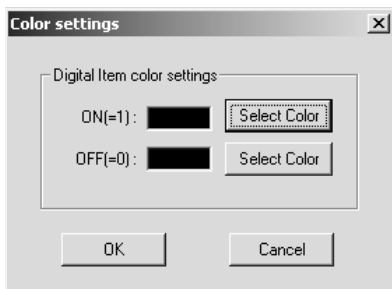 Color settings
Digital Item color settings
ON(=1) : Select Color
OFF(=0) : Select Color
OK Cancel